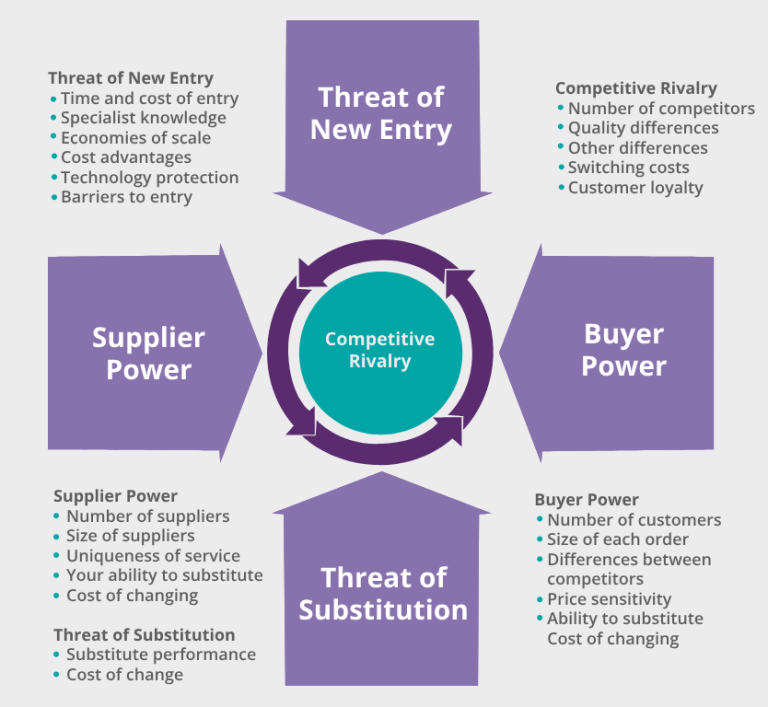 Threat of New Entry
Time and cost of entry
Specialist knowledge
Economies of scale
Cost advantages
Technology protection
Barriers to entry
Threat of
New Entry
Competitive Rivalry
Number of competitors
Quality differences
Other differences
Switching costs
Customer loyalty
Supplier
Power
Competitive
Rivalry
Buyer
Power
Supplier Power
Number of suppliers
Size of suppliers
Uniqueness of service
Your ability to substitute
Cost of changing
Threat of Substitution
Substitute performance
Cost of change
Threat of
Substitution
Buyer Power
Number of customers
Size of each order
Differences between
competitors
Price sensitivity
Ability to substitute
Cost of changing